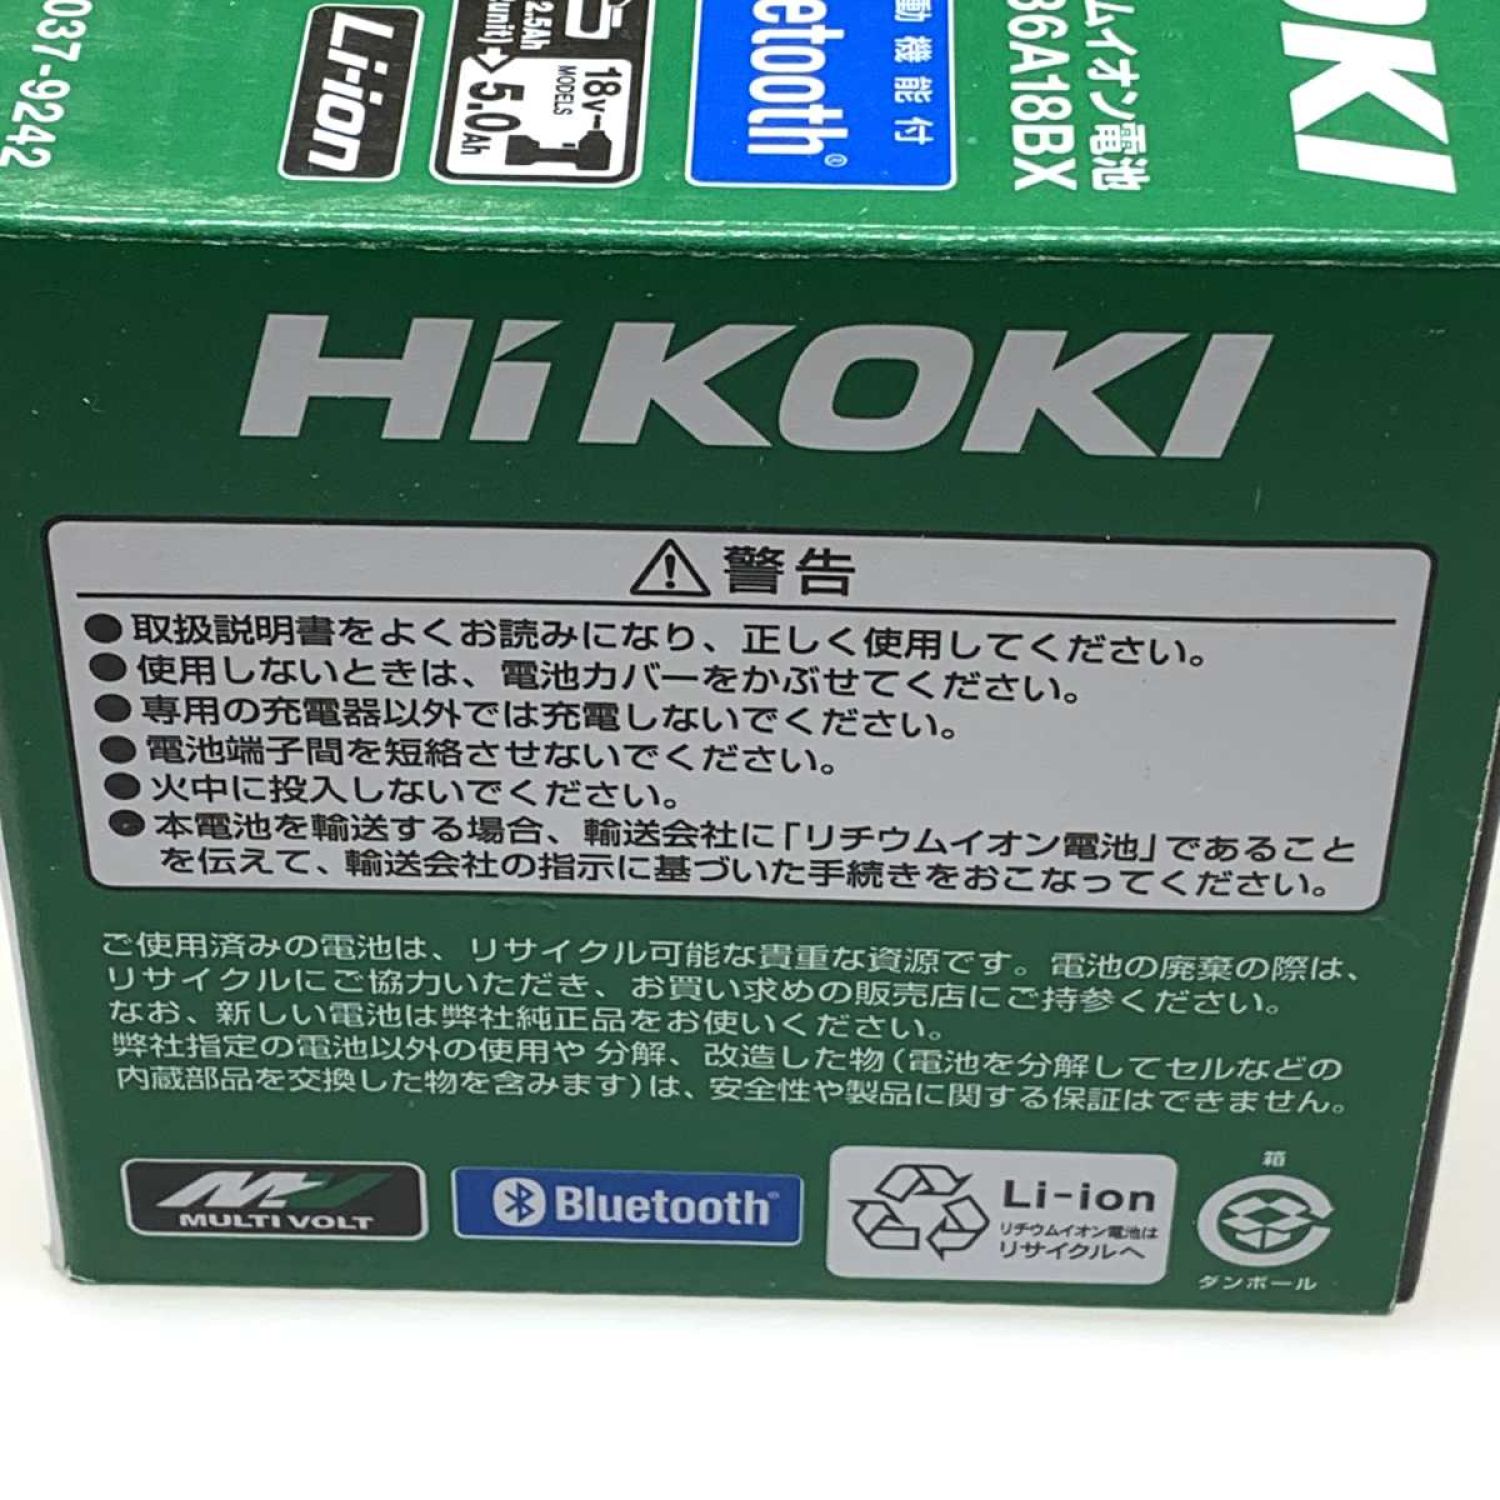 037-9242
Li-ion
2.5Ah
unit)
18V
MODELS
5.0Ah
etooth®
動機能付
ムイオン電池
36A18BX
OKI
HiKOKI
警告
●取扱説明書をよくお読みになり、正しく使用してください。
●使用しないときは、電池カバーをかぶせてください。
●専用の充電器以外では充電しないでください。
●電池端子間を短絡させないでください。
●火中に投入しないでください。
●本電池を輸送する場合、輸送会社に「リチウムイオン電池」であること
を伝えて、輸送会社の指示に基づいた手続きをおこなってください。
ご使用済みの電池は、リサイクル可能な貴重な資源です。電池の廃棄の際は、
リサイクルにご協力いただき、お買い求めの販売店にご持参ください。
なお、新しい電池は弊社純正品をお使いください。
弊社指定の電池以外の使用や分解、改造した物(電池を分解してセルなどの
内蔵部品を交換した物を含みます)は、安全性や製品に関する保証はできません。
MULTI VOLT
Bluetooth®
Li-ion
リチウムイオン電池は
リサイクルへ
箱
ダンボール